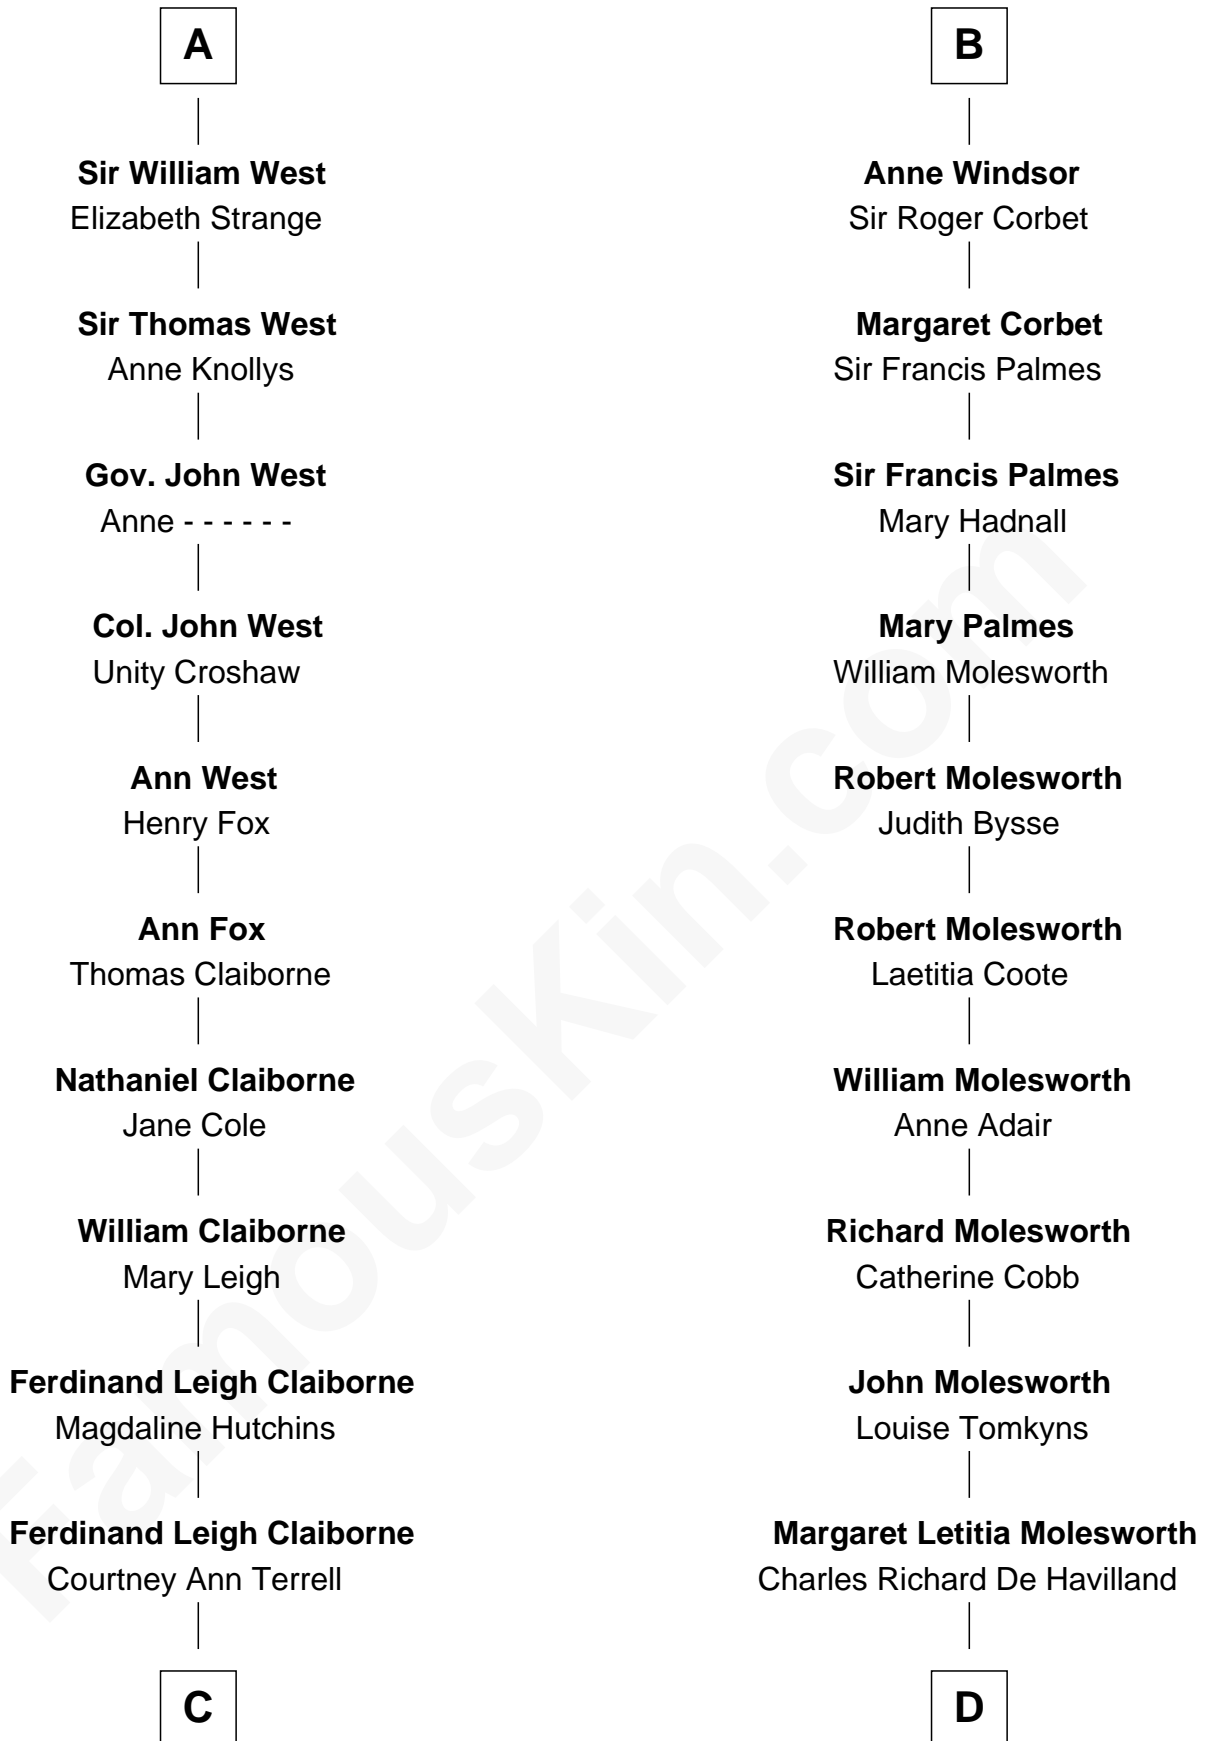 A
Sir William West
Elizabeth Strange
Sir Thomas West
Anne Knollys
Gov. John West
Anne - - - - - -
Col. John West
Unity Croshaw
Ann West
Henry Fox
Ann Fox
Thomas Claiborne
Nathaniel Claiborne
Jane Cole
William Claiborne
Mary Leigh
Ferdinand Leigh Claiborne
Magdaline Hutchins
Ferdinand Leigh Claiborne
Courtney Ann Terrell
C
B
Anne Windsor
Sir Roger Corbet
Margaret Corbet
Sir Francis Palmes
Sir Francis Palmes
Mary Hadnall
Mary Palmes
William Molesworth
Robert Molesworth
Judith Bysse
Robert Molesworth
Laetitia Coote
William Molesworth
Anne Adair
Richard Molesworth
Catherine Cobb
John Molesworth
Louise Tomkyns
Margaret Letitia Molesworth
Charles Richard De Havilland
D
FamousKin.com